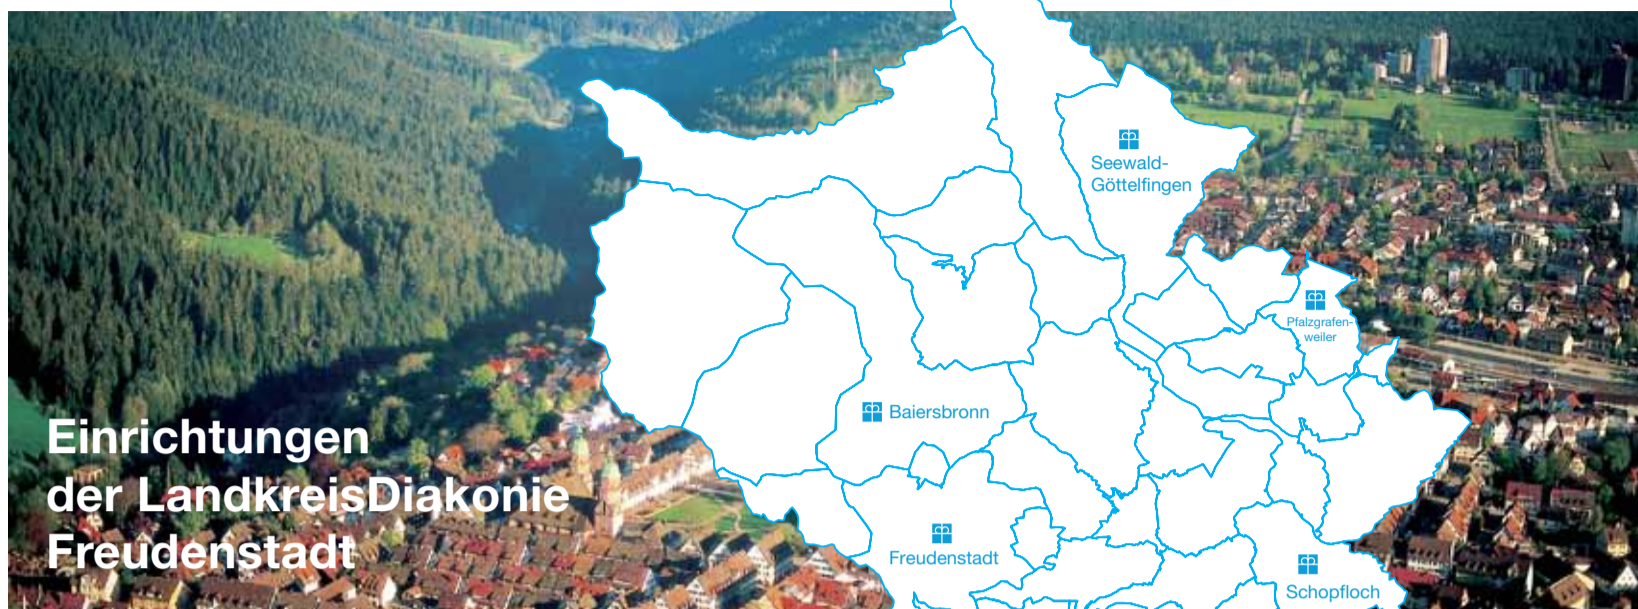 Seewald-
Göttelfingen
Pfalzgrafen-
weiler
Baiersbronn
Einrichtungen
der LandkreisDiakonie
Freudenstadt
Freudenstadt
Schopfloch